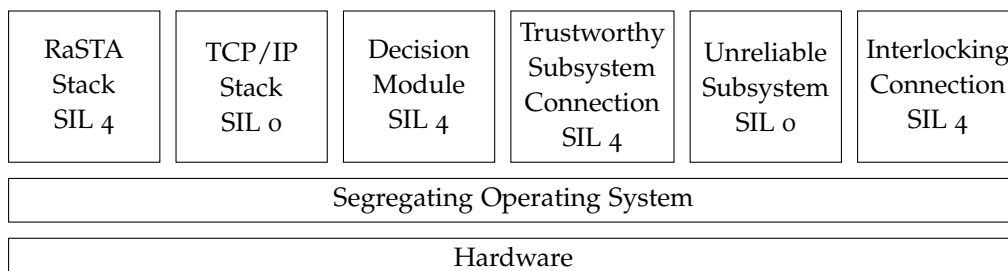 RaSTA
Stack
SIL 4
TCP/IP
Stack
SIL 0
Decision
Module
SIL 4
Trustworthy
Subsystem
Connection
SIL 4
Unreliable
Subsystem
SIL 0
Interlocking
Connection
SIL 4
Segregating Operating System
Hardware